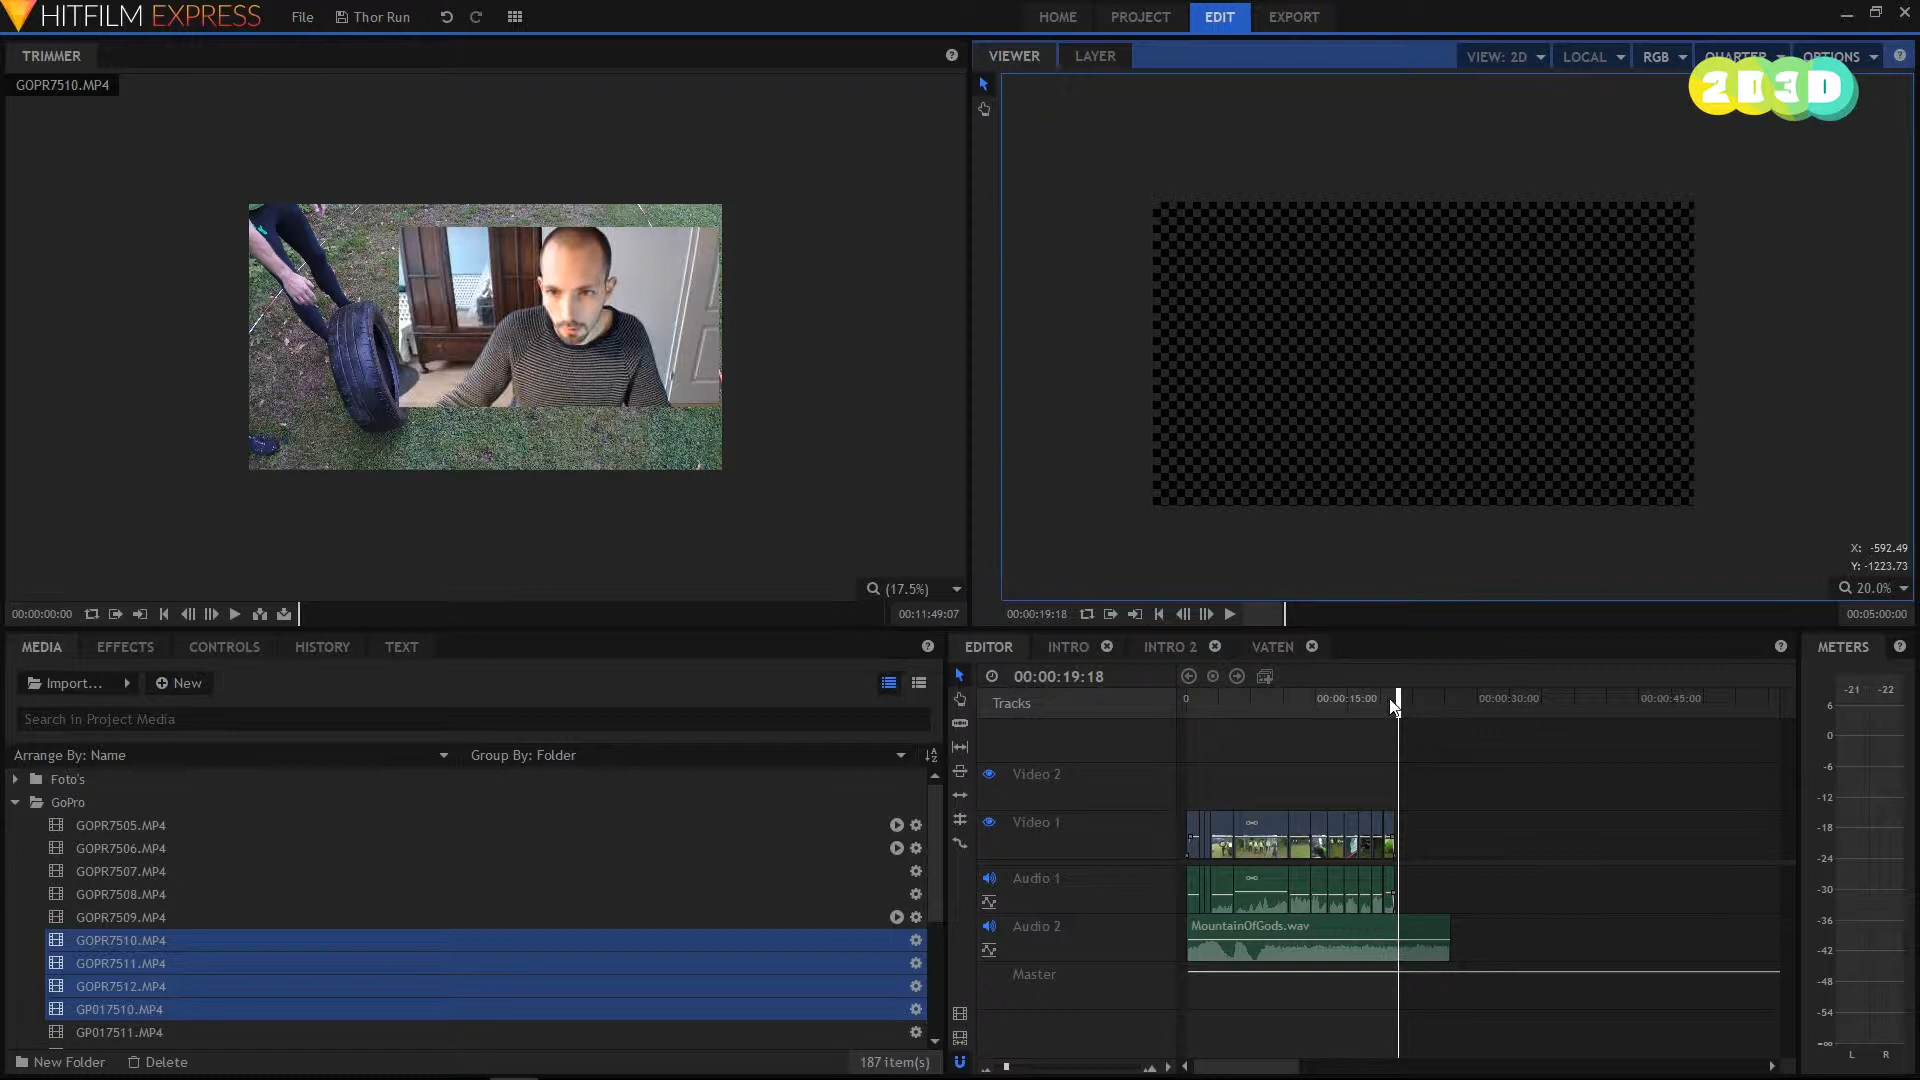 HITFILM EXPRESS
File
Thor Run
HOME
PROJECT
EDIT
EXPORT
TRIMMER
VIEWER
LAYER
VIEW: 2D
LOCAL
RGB
QUARTER
OPTIONS
GOPR7510.MP4
2D3D
X: -592.49
Y: -1223.73
(17.5%)
20.0%
00:00:00:00
00:11:49:07
00:00:19:18
00:05:00:00
MEDIA
EFFECTS
CONTROLS
HISTORY
TEXT
EDITOR
INTRO
INTRO 2
VATEN
METERS
Import...
New
00:00:19:18
-21 -22
Search in Project Media
Tracks
0
00:00:15:00
00:00:30:00
00:00:45:00
Arrange By: Name
Group By: Folder
Foto's
GoPro
GOPR7505.MP4
GOPR7506.MP4
GOPR7507.MP4
GOPR7508.MP4
GOPR7509.MP4
GOPR7510.MP4
GOPR7511.MP4
GOPR7512.MP4
GP017510.MP4
GP017511.MP4
New Folder
Delete
187 item(s)
Video 2
Video 1
Audio 1
Audio 2
MountainOfGods.wav
Master
6
0
-6
-12
-18
-24
-30
-36
-42
-48
-54
-∞
L R